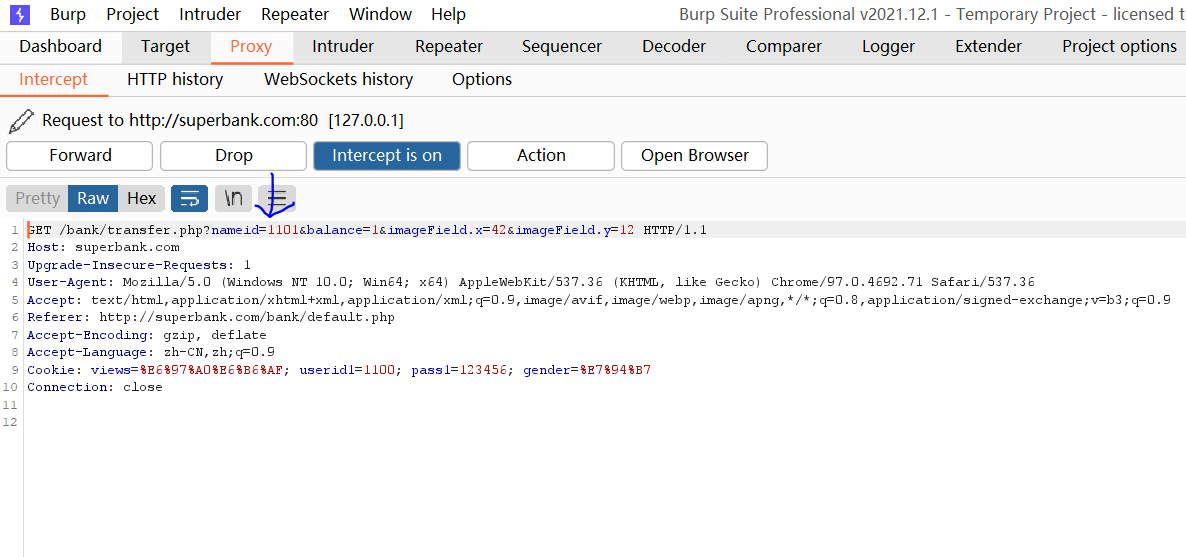 Burp Project Intruder Repeater Window Help Burp Suite Professional v2021.12.1 - Temporary Project - licensed t
Dashboard Target Proxy Intruder Repeater Sequencer Decoder Comparer Logger Extender Project options
Intercept HTTP history WebSockets history Options
Request to http://superbank.com:80 [127.0.0.1]
Forward Drop Intercept is on Action Open Browser
Pretty Raw Hex \n
1 GET /bank/transfer.php?nameid=1101&balance=1&imageField.x=42&imageField.y=12 HTTP/1.1
2 Host: superbank.com
3 Upgrade-Insecure-Requests: 1
4 User-Agent: Mozilla/5.0 (Windows NT 10.0; Win64; x64) AppleWebKit/537.36 (KHTML, like Gecko) Chrome/97.0.4692.71 Safari/537.36
5 Accept: text/html,application/xhtml+xml,application/xml;q=0.9,image/avif,image/webp,image/apng,*/*;q=0.8,application/signed-exchange;v=b3;q=0.9
6 Referer: http://superbank.com/bank/default.php
7 Accept-Encoding: gzip, deflate
8 Accept-Language: zh-CN,zh;q=0.9
9 Cookie: views=%E6%97%A0%E6%B6%AF; userid1=1100; pass1=123456; gender=%E7%94%B7
10 Connection: close
11
12